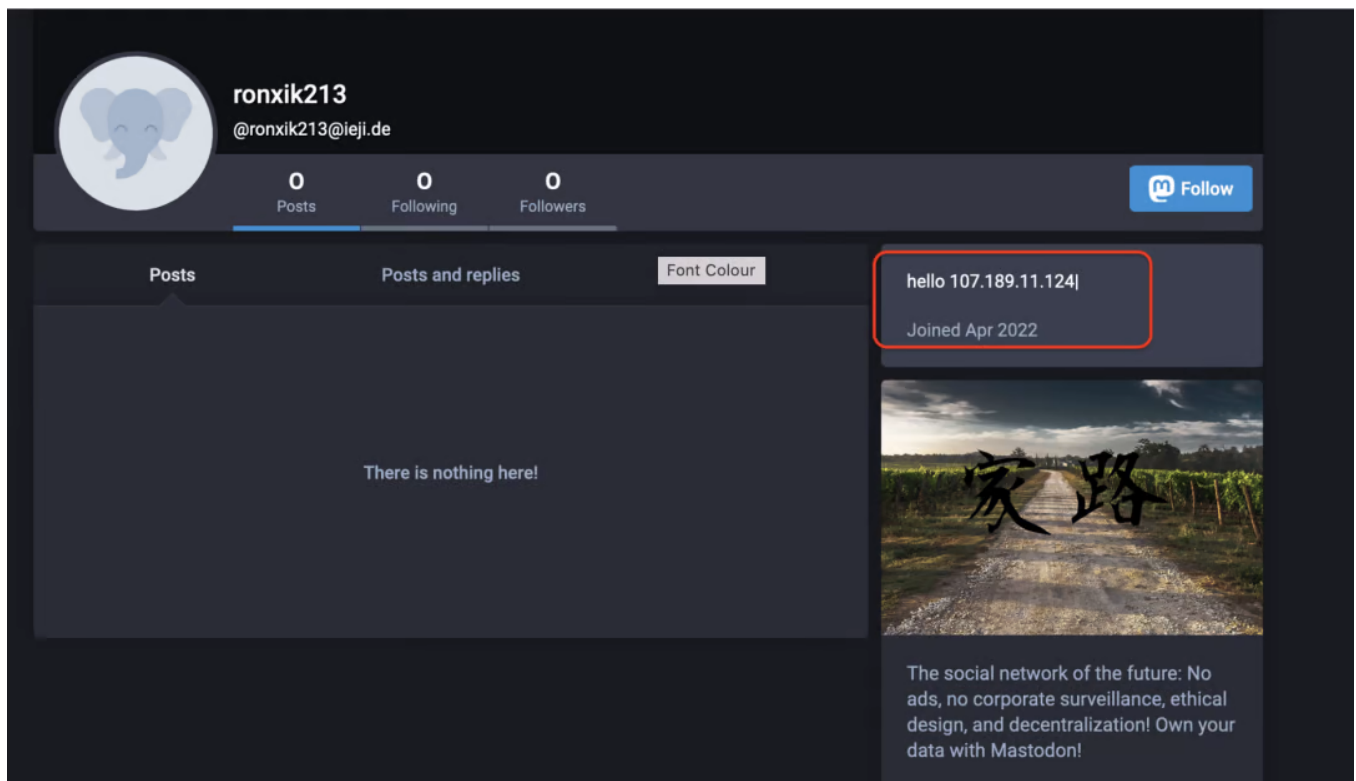 ronxik213
@ronxik213@ieji.de
0
Posts
0
Following
0
Followers
Follow
Posts
Posts and replies
Font Colour
There is nothing here!
hello 107.189.11.124|
Joined Apr 2022
家路
The social network of the future: No
ads, no corporate surveillance, ethical
design, and decentralization! Own your
data with Mastodon!